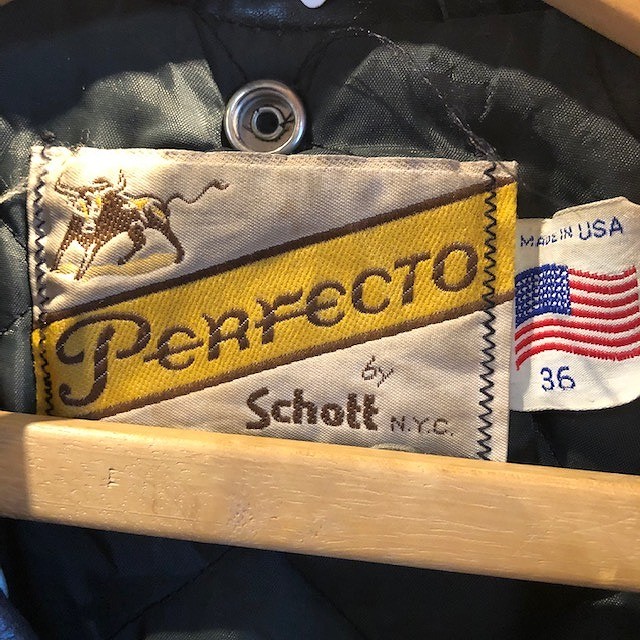 PERFECTO
by
Schott N.Y.C.
MADE IN USA
36